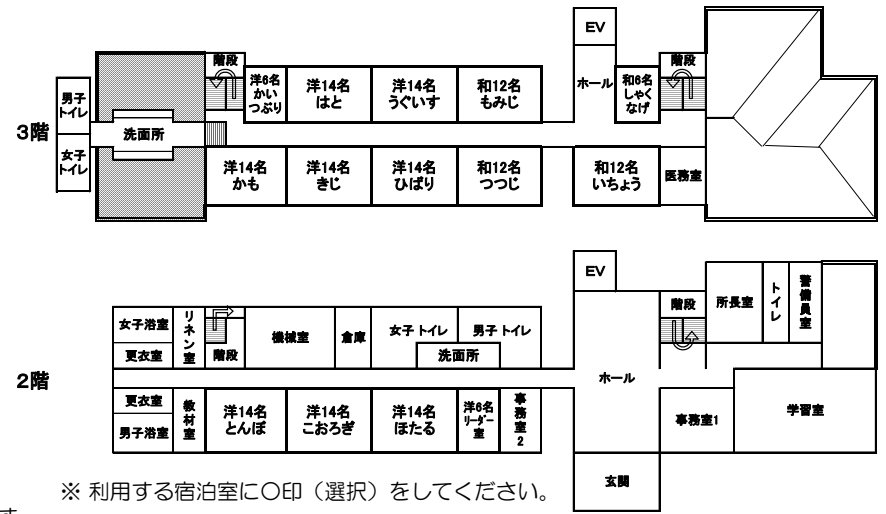 3階
EV
ホール
階段
洋6名
かい
つぶり
洋14名
はと
洋14名
うぐいす
和12名
もみじ
和6名
しゃく
なげ
階段
男子
トイレ
女子
トイレ
洗面所
洋14名
かも
洋14名
きじ
洋14名
ひばり
和12名
つつじ
和12名
いちょう
医務室
2階
EV
女子浴室
更衣室
リネン室
階段
機械室
倉庫
女子トイレ
男子トイレ
洗面所
ホール
階段
所長室
トイレ
警備員室
更衣室
男子浴室
教材室
洋14名
とんぼ
洋14名
こおろぎ
洋14名
ほたる
洋6名
リーダー
室
事務室2
事務室1
学習室
玄関
※ 利用する宿泊室に〇印（選択）をしてください。